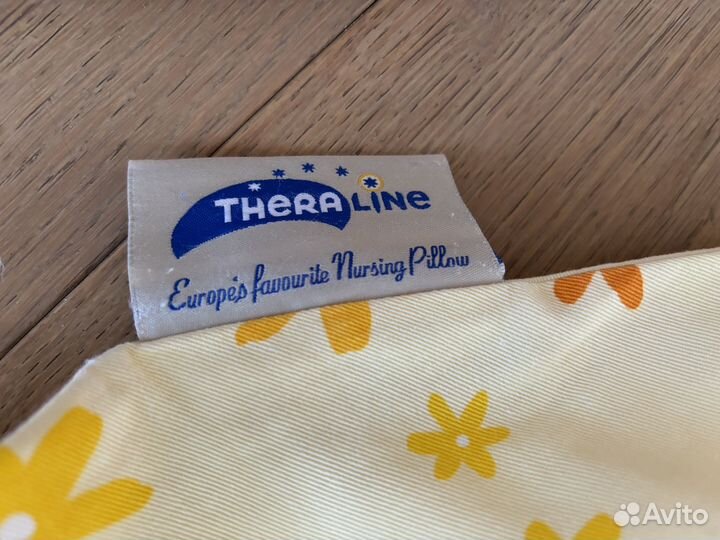 THERALINE
Europe's favourite Nursing Pillow
Avito